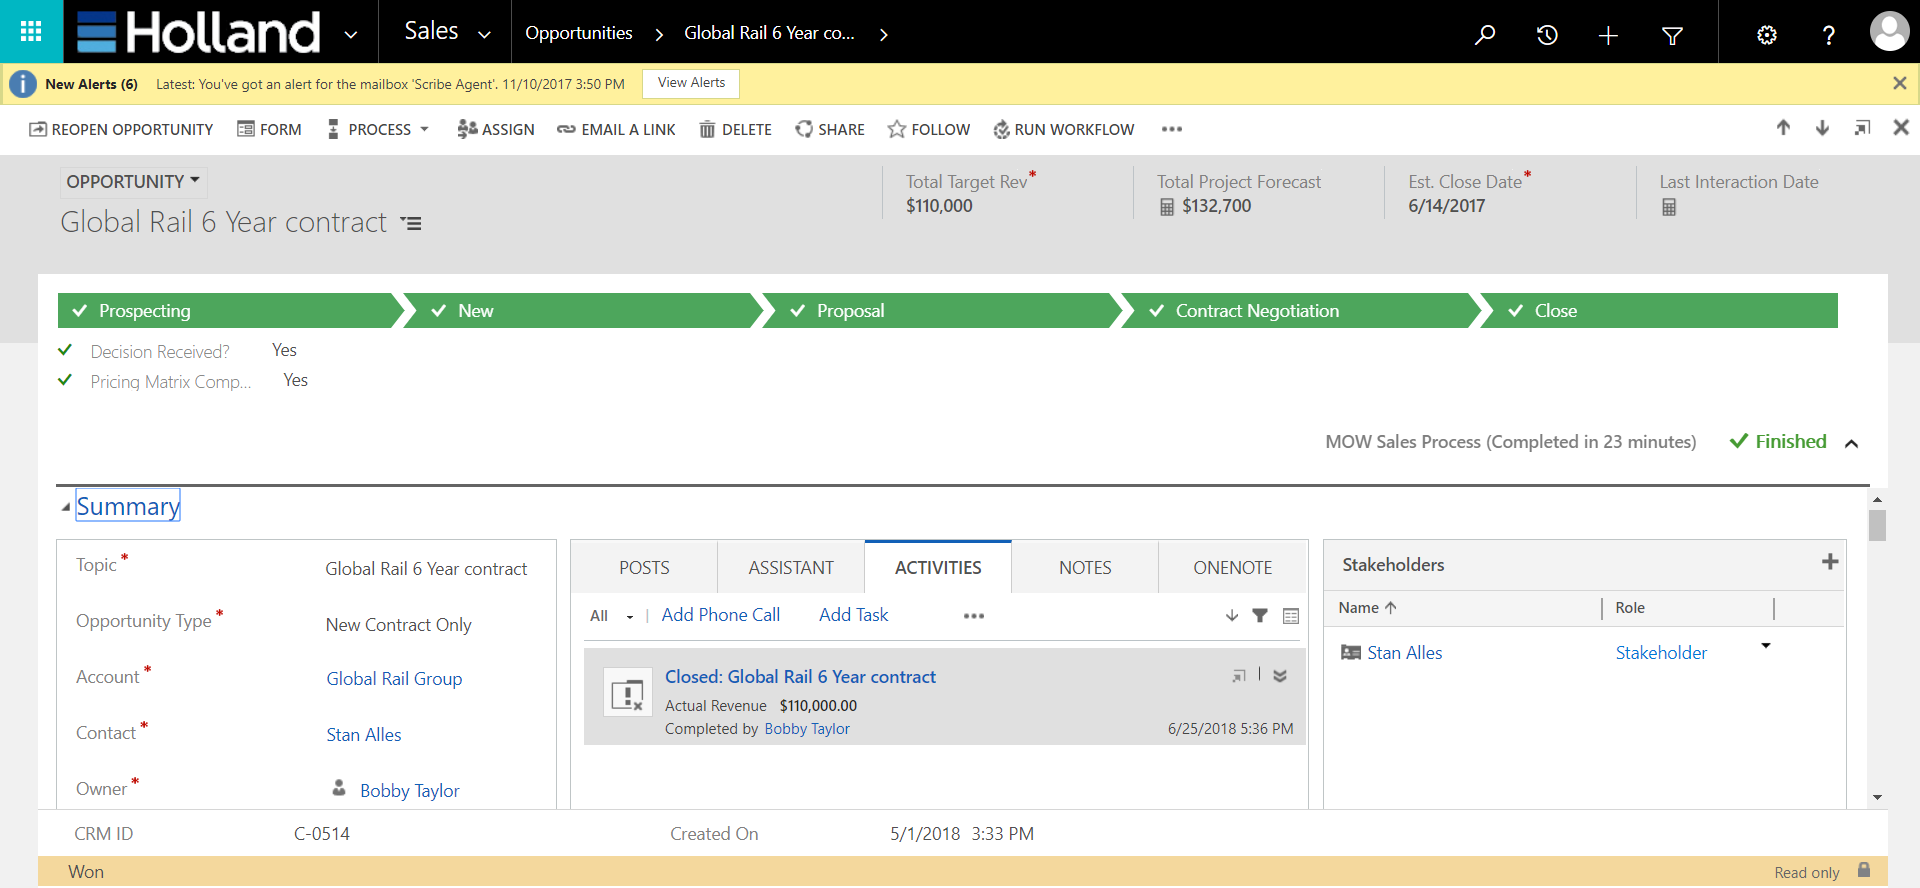 Holland
Sales
Opportunities
Global Rail 6 Year co...
New Alerts (6) Latest: You've got an alert for the mailbox 'Scribe Agent'. 11/10/2017 3:50 PM View Alerts
REOPEN OPPORTUNITY FORM PROCESS ASSIGN EMAIL A LINK DELETE SHARE FOLLOW RUN WORKFLOW
OPPORTUNITY
Global Rail 6 Year contract
Total Target Rev*
$110,000
Total Project Forecast
$132,700
Est. Close Date*
6/14/2017
Last Interaction Date
Prospecting New Proposal Contract Negotiation Close
Decision Received? Yes
Pricing Matrix Comp... Yes
MOW Sales Process (Completed in 23 minutes) Finished
Summary
Topic* Global Rail 6 Year contract
Opportunity Type* New Contract Only
Account* Global Rail Group
Contact* Stan Alles
Owner* Bobby Taylor
POSTS ASSISTANT ACTIVITIES NOTES ONENOTE
All | Add Phone Call Add Task
Closed: Global Rail 6 Year contract
Actual Revenue $110,000.00
Completed by Bobby Taylor 6/25/2018 5:36 PM
Stakeholders
Name Role
Stan Alles Stakeholder
CRM ID C-0514 Created On 5/1/2018 3:33 PM
Won Read only